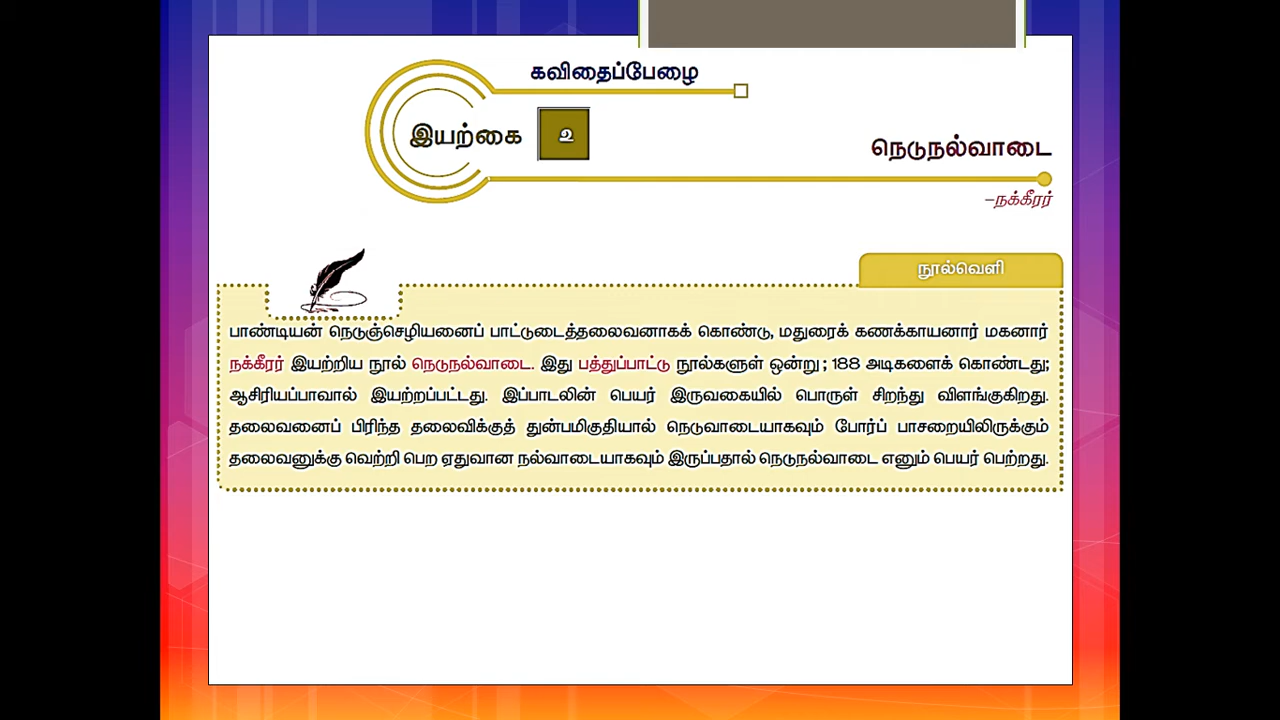 கவிதைப்பேழை
இயற்கை ௨
நெடுநல்வாடை
–நக்கீரர்
நூல்வெளி
பாண்டியன் நெடுஞ்செழியனைப் பாட்டுடைத்தலைவனாகக் கொண்டு, மதுரைக் கணக்காயனார் மகனார்
நக்கீரர் இயற்றிய நூல் நெடுநல்வாடை. இது பத்துப்பாட்டு நூல்களுள் ஒன்று ; 188 அடிகளைக் கொண்டது;
ஆசிரியப்பாவால் இயற்றப்பட்டது. இப்பாடலின் பெயர் இருவகையில் பொருள் சிறந்து விளங்குகிறது.
தலைவனைப் பிரிந்த தலைவிக்குத் துன்பமிகுதியால் நெடுவாடையாகவும் போர்ப் பாசறையிலிருக்கும்
தலைவனுக்கு வெற்றி பெற ஏதுவான நல்வாடையாகவும் இருப்பதால் நெடுநல்வாடை எனும் பெயர் பெற்றது.